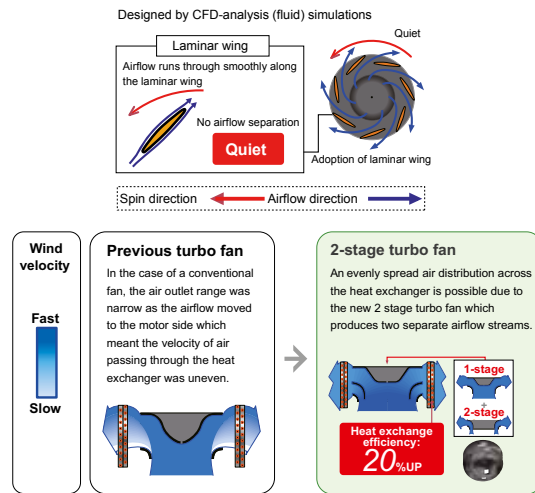 Designed by CFD-analysis (fluid) simulations
Laminar wing
Airflow runs through smoothly along
the laminar wing
No airflow separation
Quiet
Quiet
Adoption of laminar wing
Spin direction
Airflow direction
Wind
velocity
Fast
Slow
Previous turbo fan
In the case of a conventional
fan, the air outlet range was
narrow as the airflow moved
to the motor side which
meant the velocity of air
passing through the heat
exchanger was uneven.
2-stage turbo fan
An evenly spread air distribution across
the heat exchanger is possible due to
the new 2 stage turbo fan which
produces two separate airflow streams.
1-stage
+
2-stage
Heat exchange
efficiency:
20%UP